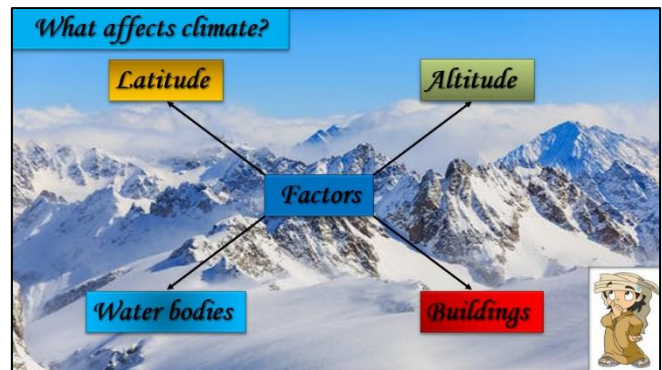 What affects climate?
Latitude
Altitude
Factors
Water bodies
Buildings